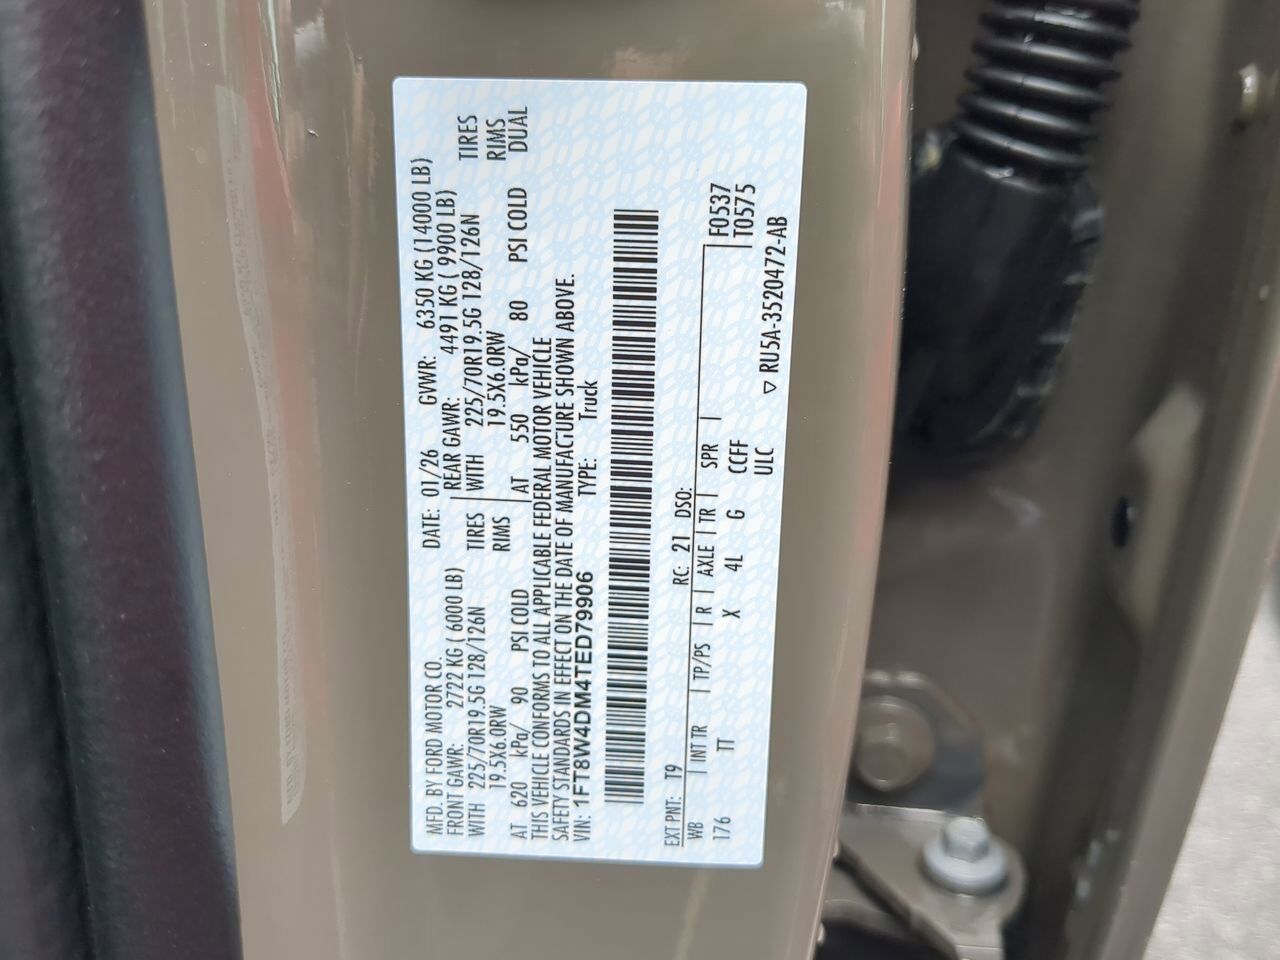 MFD. BY FORD MOTOR CO. DATE: 01/26 GVWR: 6350 KG (14000 LB)
FRONT GAWR: 2722 KG ( 6000 LB) REAR GAWR: 4491 KG ( 9900 LB)
WITH 225/70R19.5G 128/126N TIRES WITH 225/70R19.5G 128/126N TIRES
19.5X6.0RW RIMS 19.5X6.0RW RIMS
AT 620 kPa/ 90 PSI COLD AT 550 kPa/ 80 PSI COLD DUAL
THIS VEHICLE CONFORMS TO ALL APPLICABLE FEDERAL MOTOR VEHICLE
SAFETY STANDARDS IN EFFECT ON THE DATE OF MANUFACTURE SHOWN ABOVE.
VIN: 1FT8W4DM4TED79906 TYPE: Truck
EXT PNT: T9 RC: 21 DSO: F0537
WB INT TR TP/PS R AXLE TR SPR T0575
176 TT X 4L G CCFF
ULC
▽ RU5A-3520472-AB